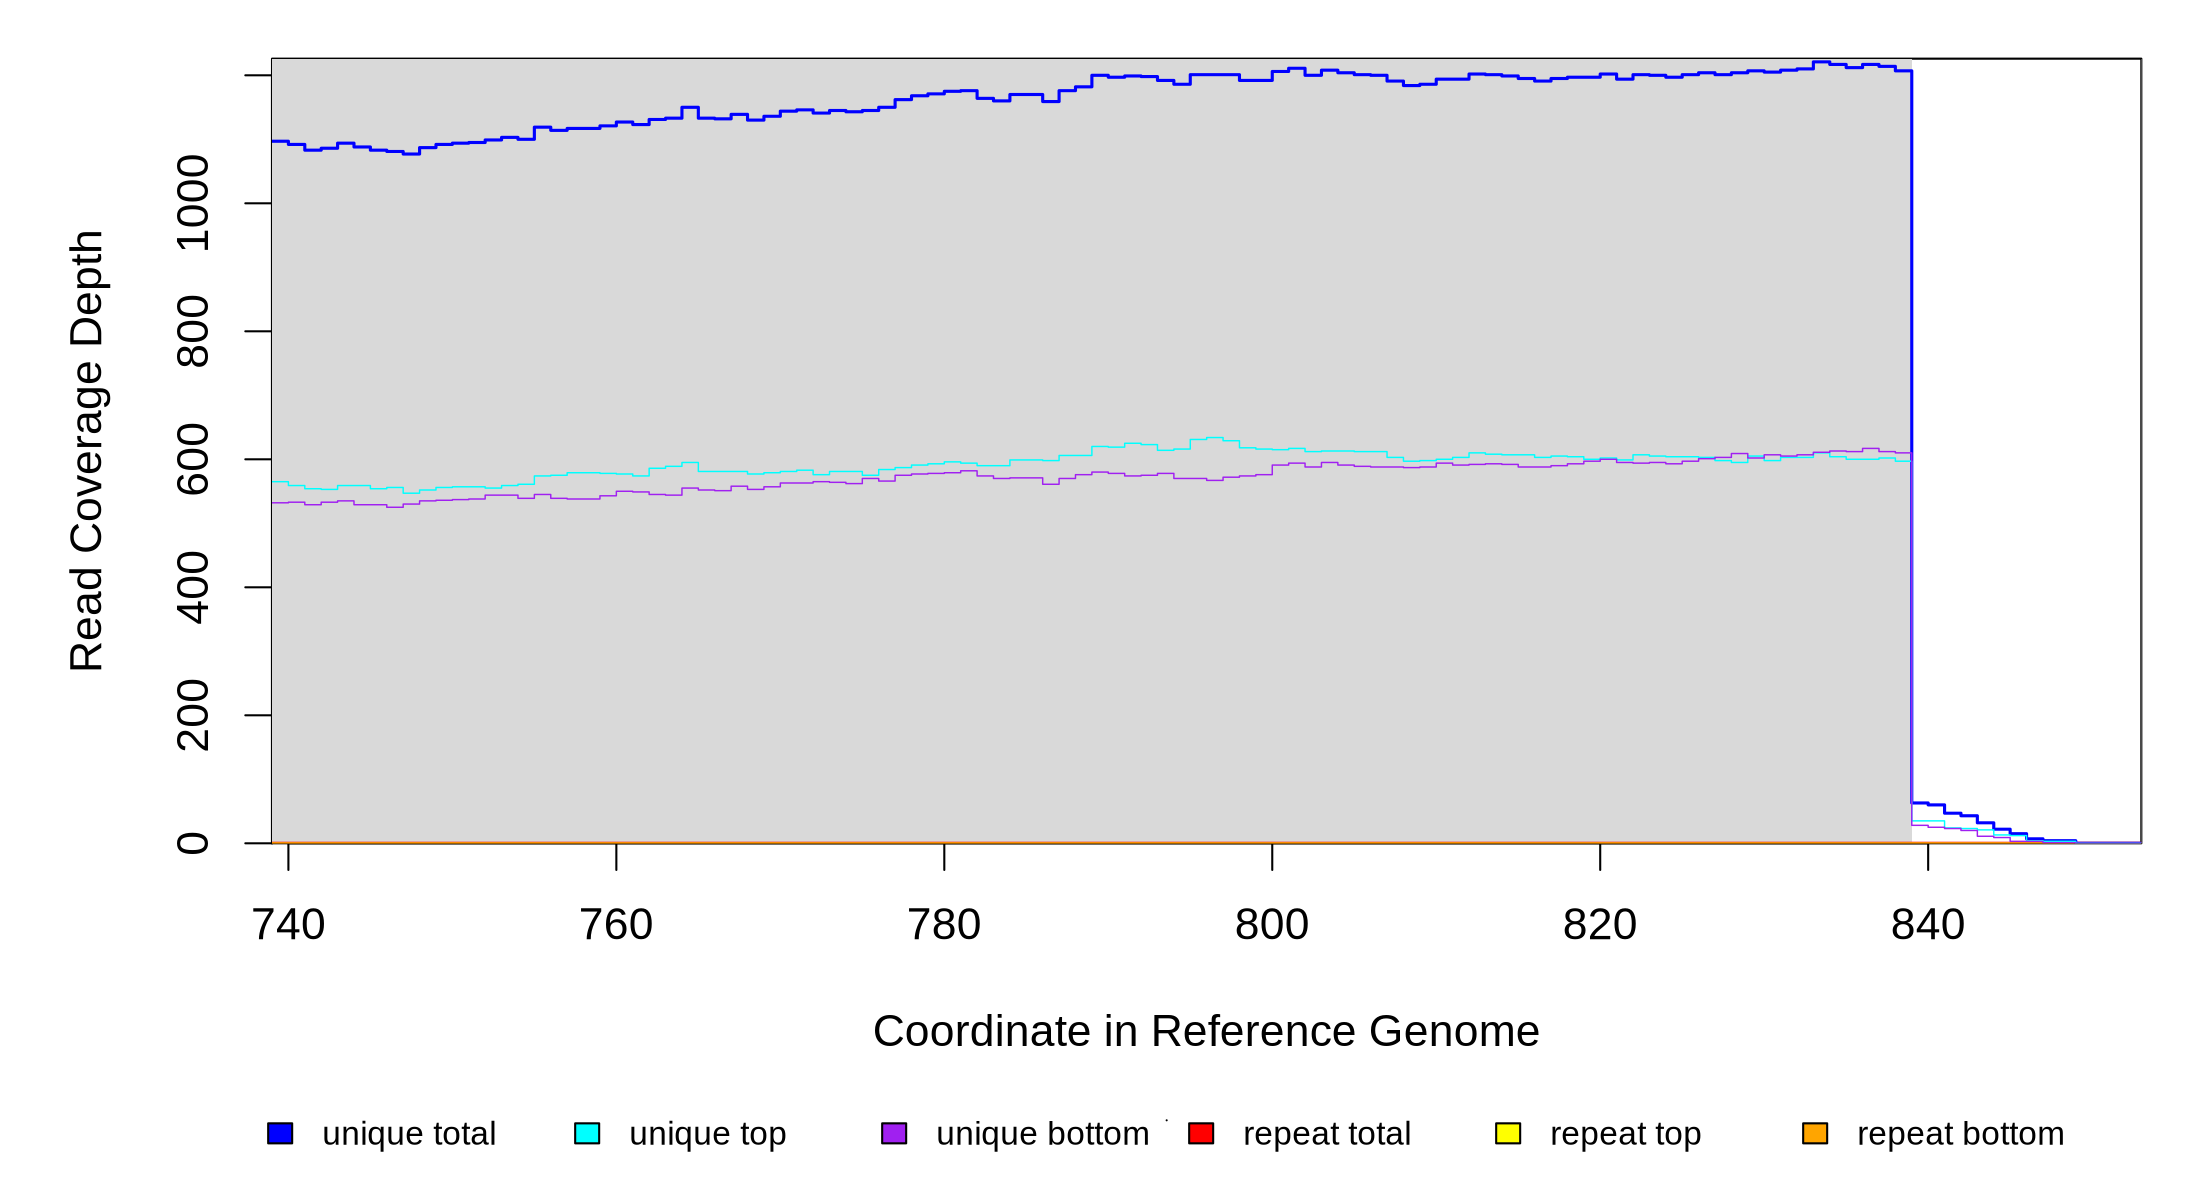 Read Coverage Depth
1000
800
600
400
200
0
740 760 780 800 820 840
Coordinate in Reference Genome
unique total unique top unique bottom repeat total repeat top repeat bottom